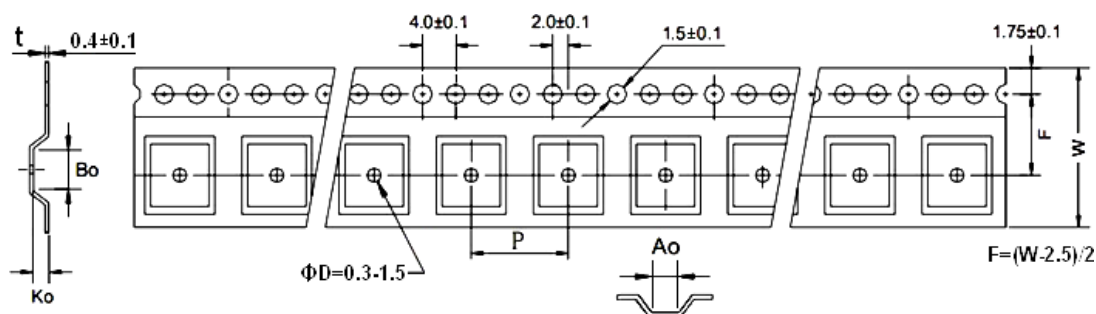 4.0±0.1
2.0±0.1
1.5±0.1
1.75±0.1
t
0.4±0.1
F
W
Bo
P
Ao
ΦD=0.3-1.5
F=(W-2.5)/2
Ko